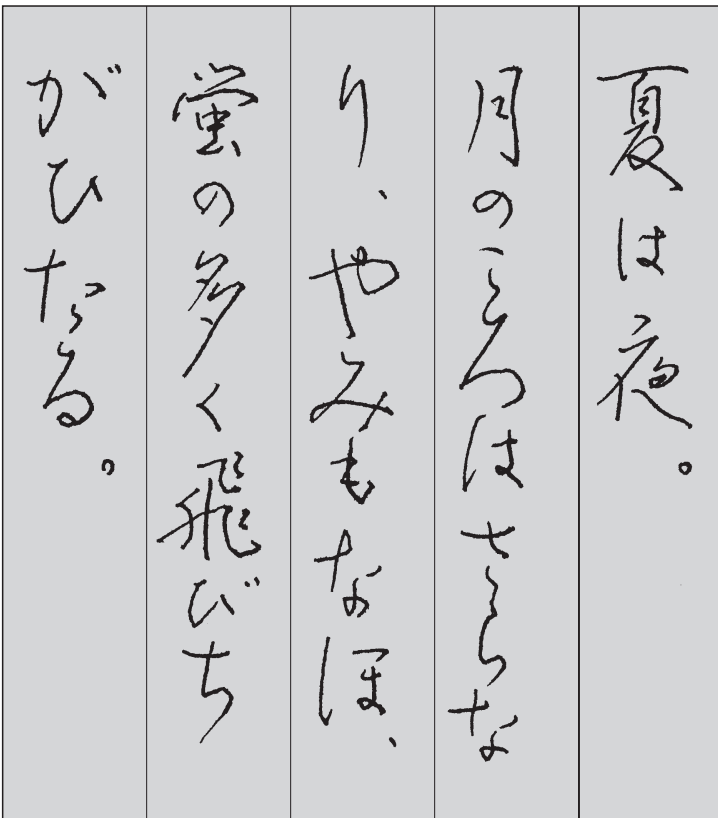 夏は夜。
月のころはさらな
り、やみもなほ、
蛍の多く飛びち
がひたる。